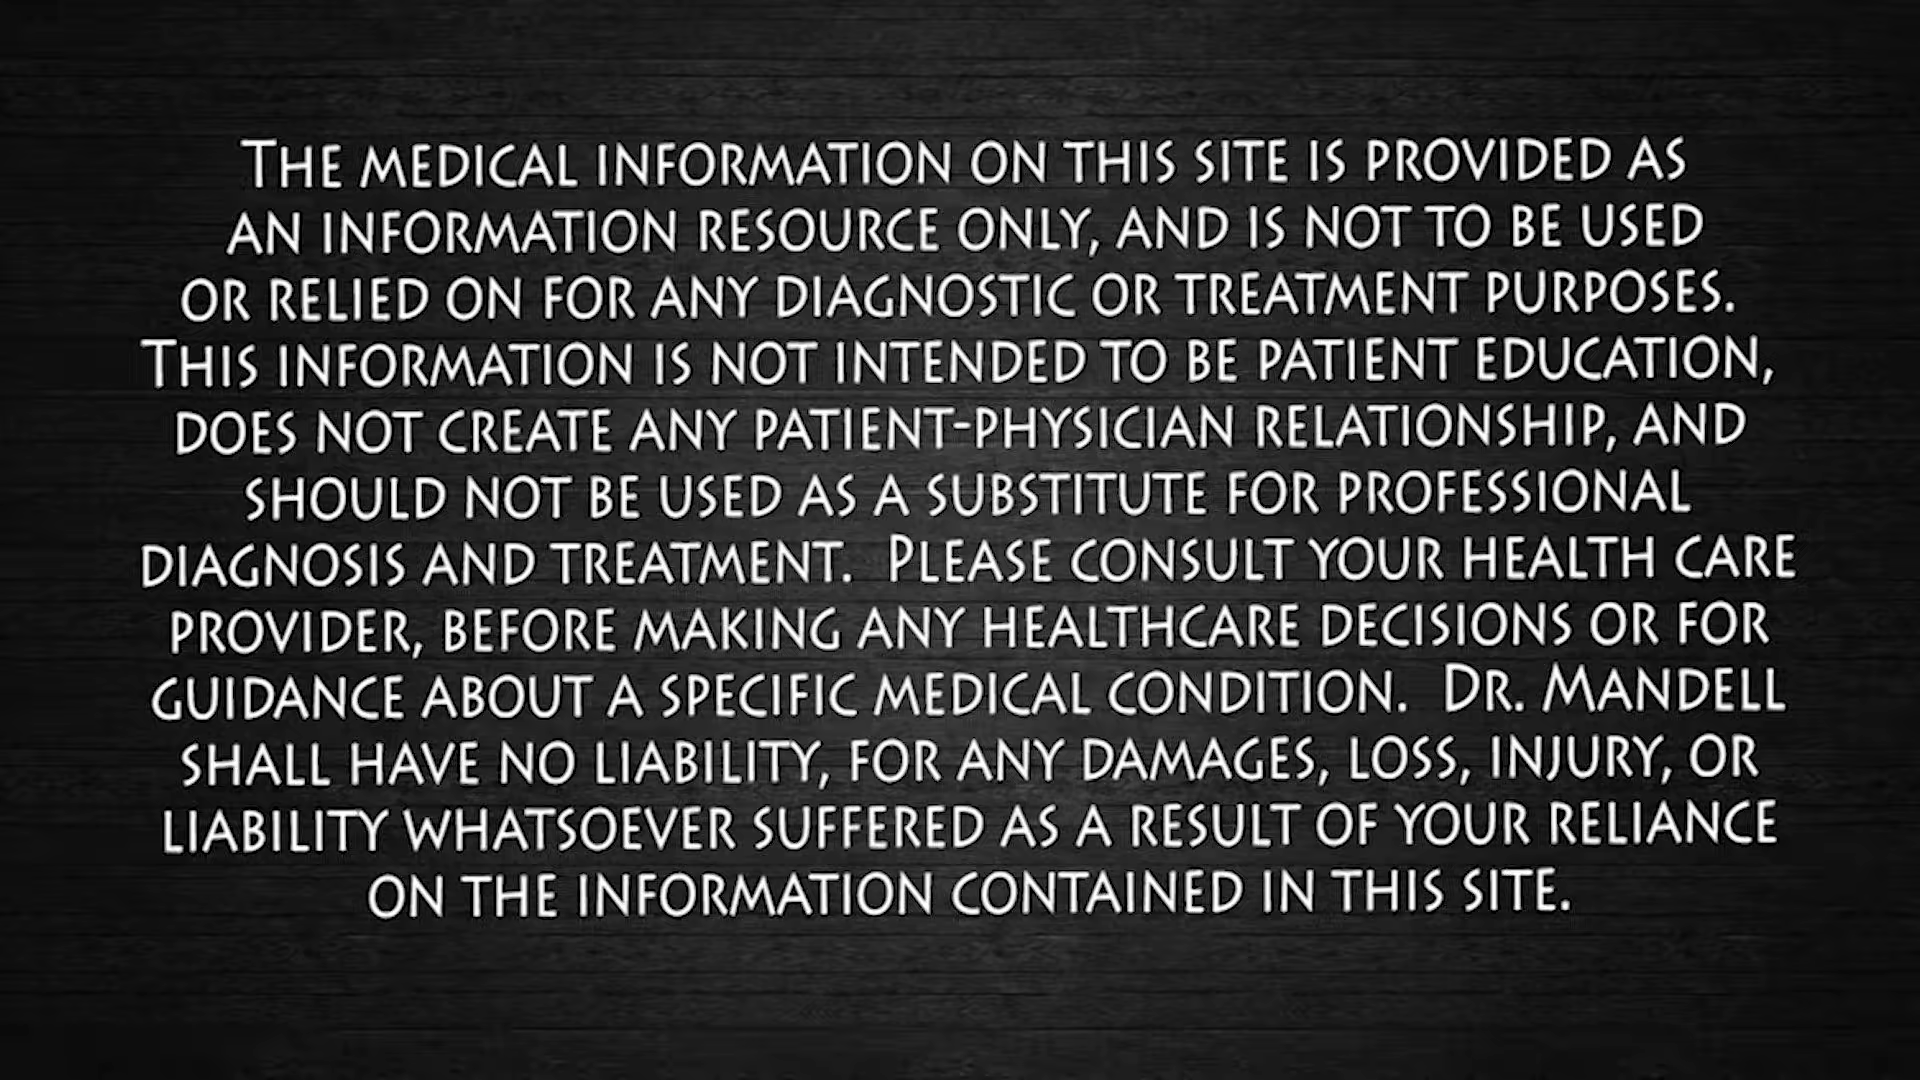 The medical information on this site is provided as
an information resource only, and is not to be used
or relied on for any diagnostic or treatment purposes.
This information is not intended to be patient education,
does not create any patient-physician relationship, and
should not be used as a substitute for professional
diagnosis and treatment.  Please consult your health care
provider, before making any healthcare decisions or for
guidance about a specific medical condition.  Dr. Mandell
shall have no liability, for any damages, loss, injury, or
liability whatsoever suffered as a result of your reliance
on the information contained in this site.